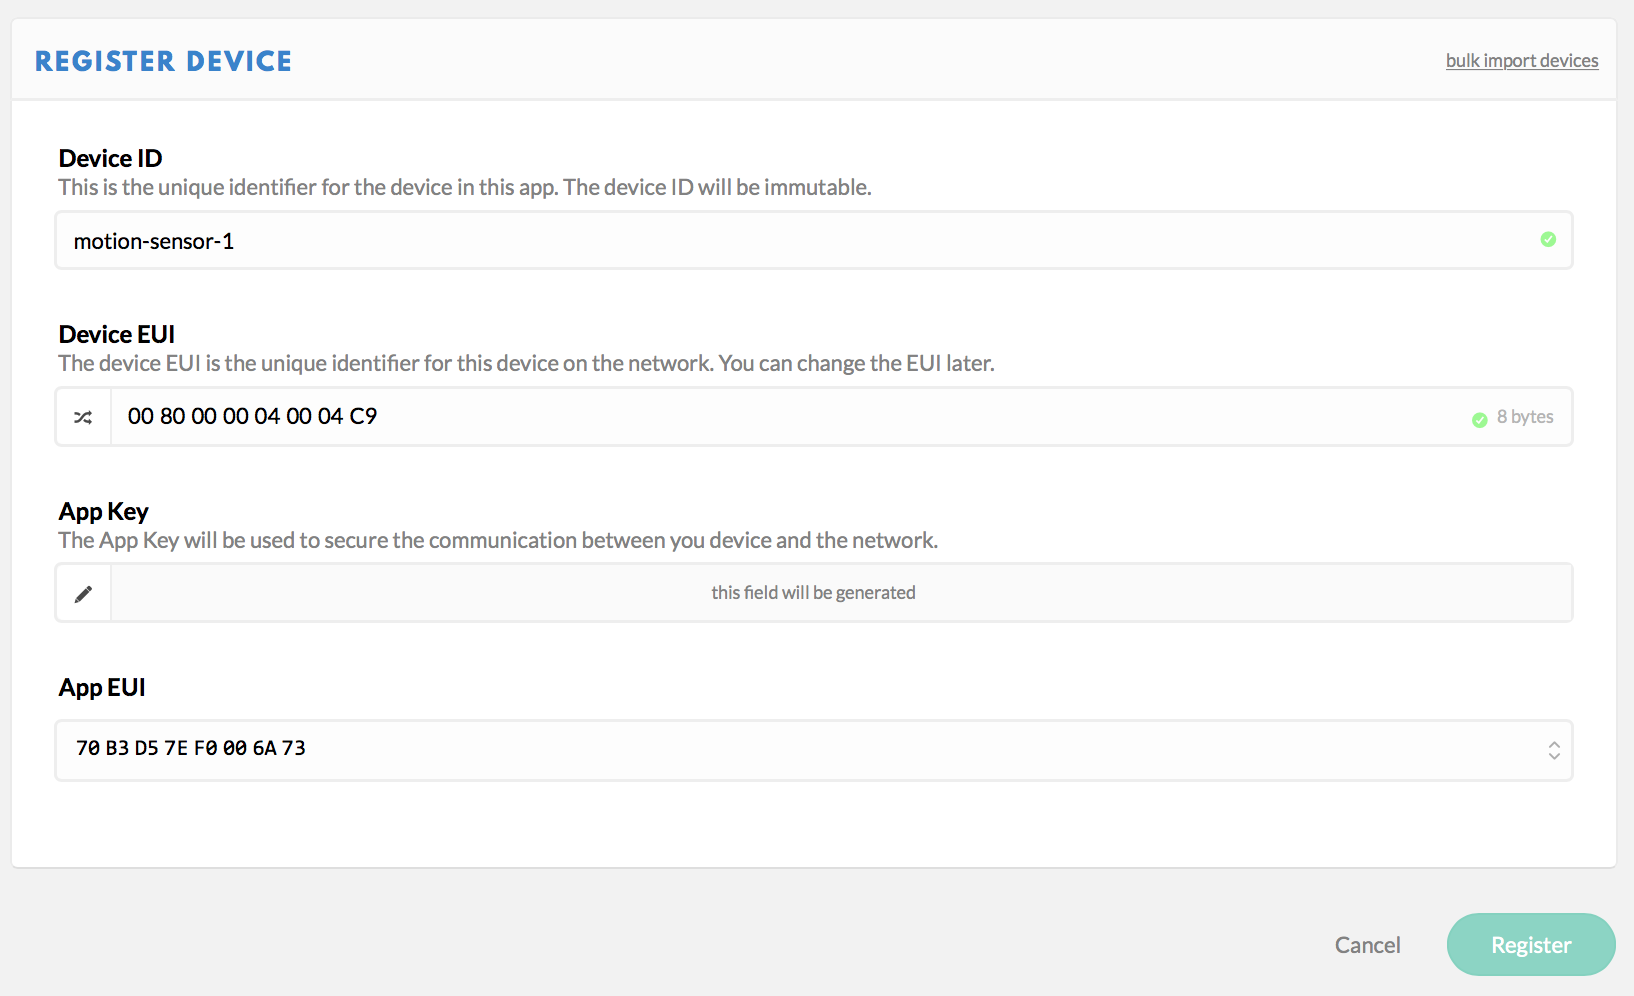 REGISTER DEVICE
bulk import devices
Device ID
This is the unique identifier for the device in this app. The device ID will be immutable.
motion-sensor-1
Device EUI
The device EUI is the unique identifier for this device on the network. You can change the EUI later.
00 80 00 00 04 00 04 C9
8 bytes
App Key
The App Key will be used to secure the communication between you device and the network.
this field will be generated
App EUI
70 B3 D5 7E F0 00 6A 73
Cancel
Register